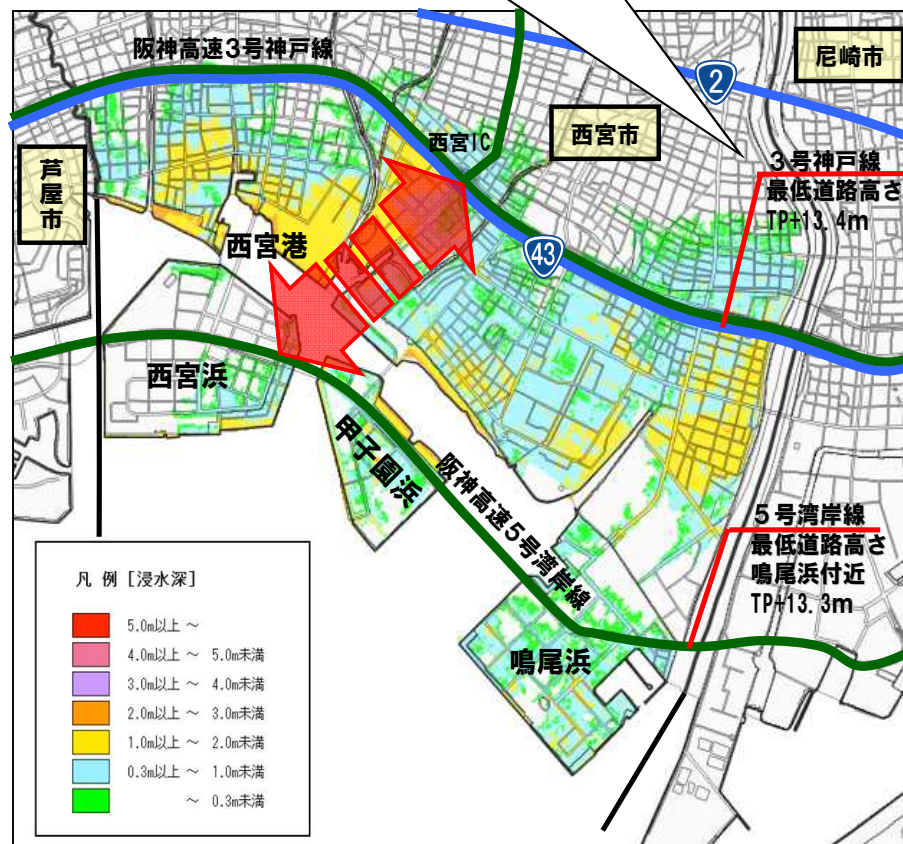 阪神高速3号神戸線
2
尼崎市
西宮IC
西宮市
芦屋市
3号神戸線
最低道路高さ
TP+13.4m
西宮港
43
西宮浜
甲子園浜
阪神高速5号湾岸線
5号湾岸線
最低道路高さ
鳴尾浜付近
TP+13.3m
鳴尾浜
凡 例 [浸水深]
5.0m以上 ～
4.0m以上 ～ 5.0m未満
3.0m以上 ～ 4.0m未満
2.0m以上 ～ 3.0m未満
1.0m以上 ～ 2.0m未満
0.3m以上 ～ 1.0m未満
～ 0.3m未満